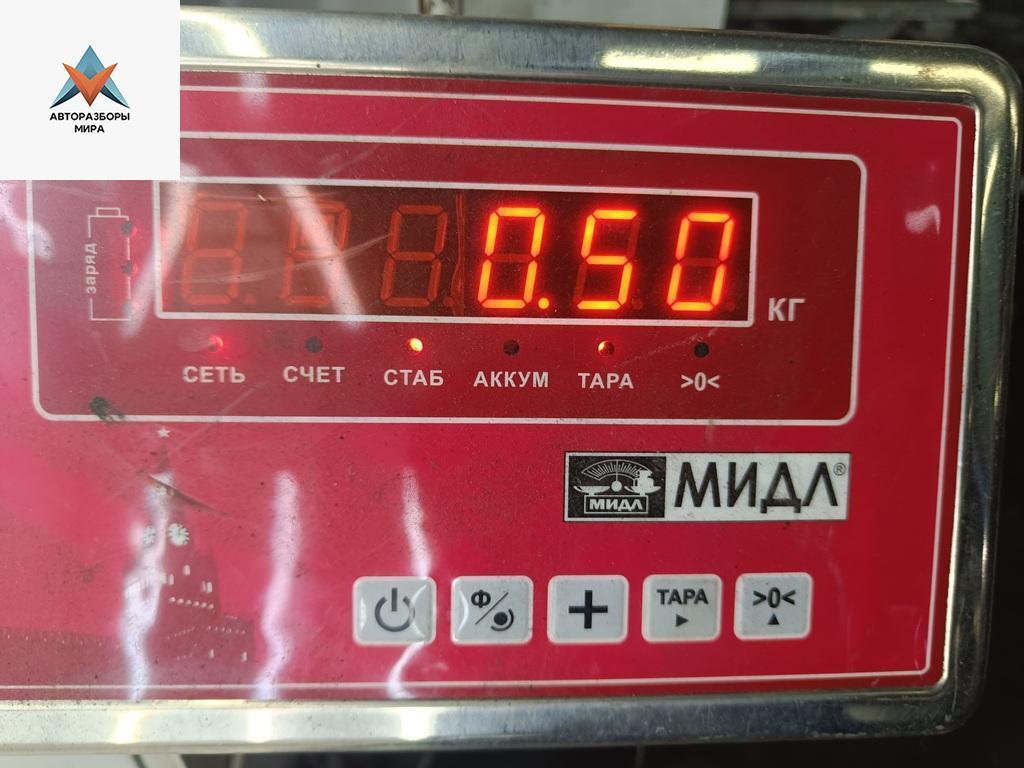 АВТОРАЗБОРЫ
МИРА
заряд
0.50
КГ
СЕТЬ СЧЕТ СТАБ АККУМ ТАРА >0<
МИДЛ МИДЛ®
Ф
+
ТАРА
>0<